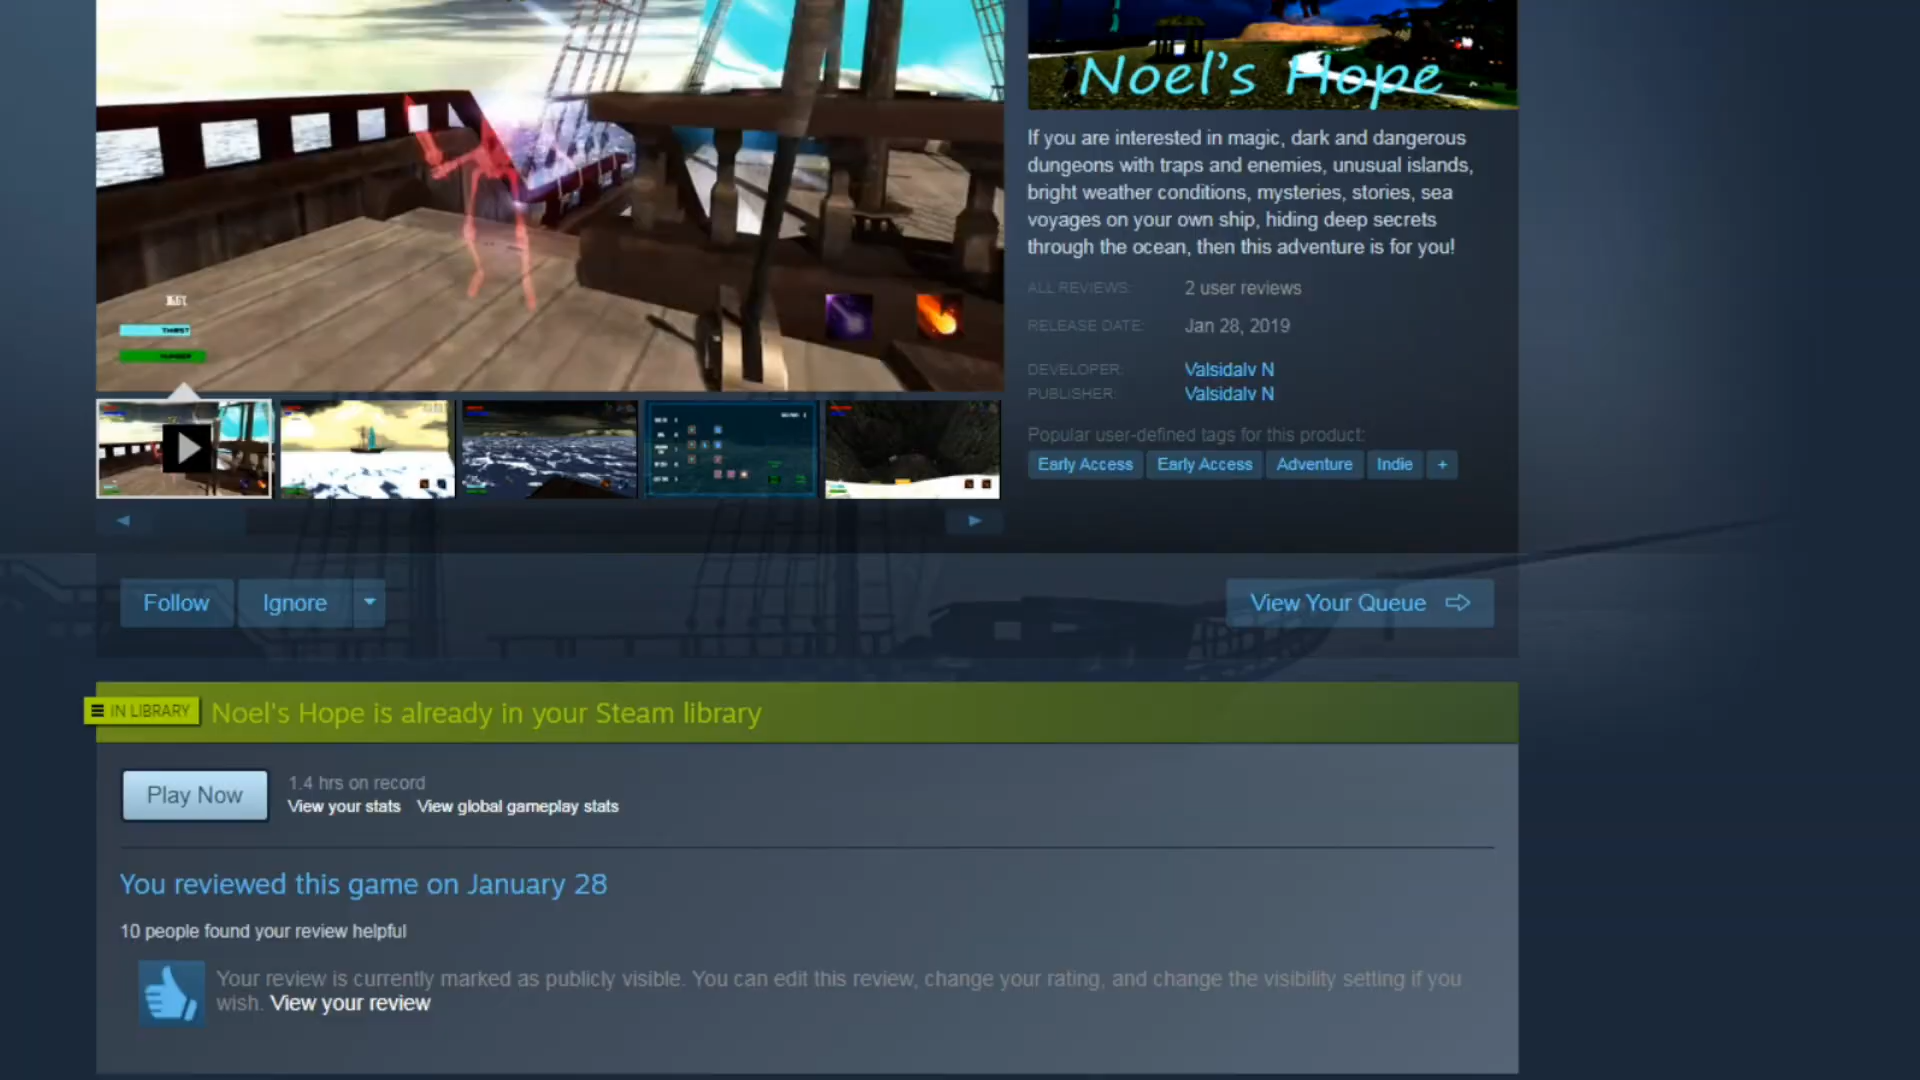 Noel's Hope
If you are interested in magic, dark and dangerous
dungeons with traps and enemies, unusual islands,
bright weather conditions, mysteries, stories, sea
voyages on your own ship, hiding deep secrets
through the ocean, then this adventure is for you!
ALL REVIEWS: 2 user reviews
RELEASE DATE: Jan 28, 2019
DEVELOPER: Valsidalv N
PUBLISHER: Valsidalv N
Popular user-defined tags for this product:
Early Access Early Access Adventure Indie +
THIRST
HUNGER
Follow Ignore View Your Queue
IN LIBRARY Noel's Hope is already in your Steam library
Play Now 1.4 hrs on record
View your stats View global gameplay stats
You reviewed this game on January 28
10 people found your review helpful
Your review is currently marked as publicly visible. You can edit this review, change your rating, and change the visibility setting if you
wish. View your review